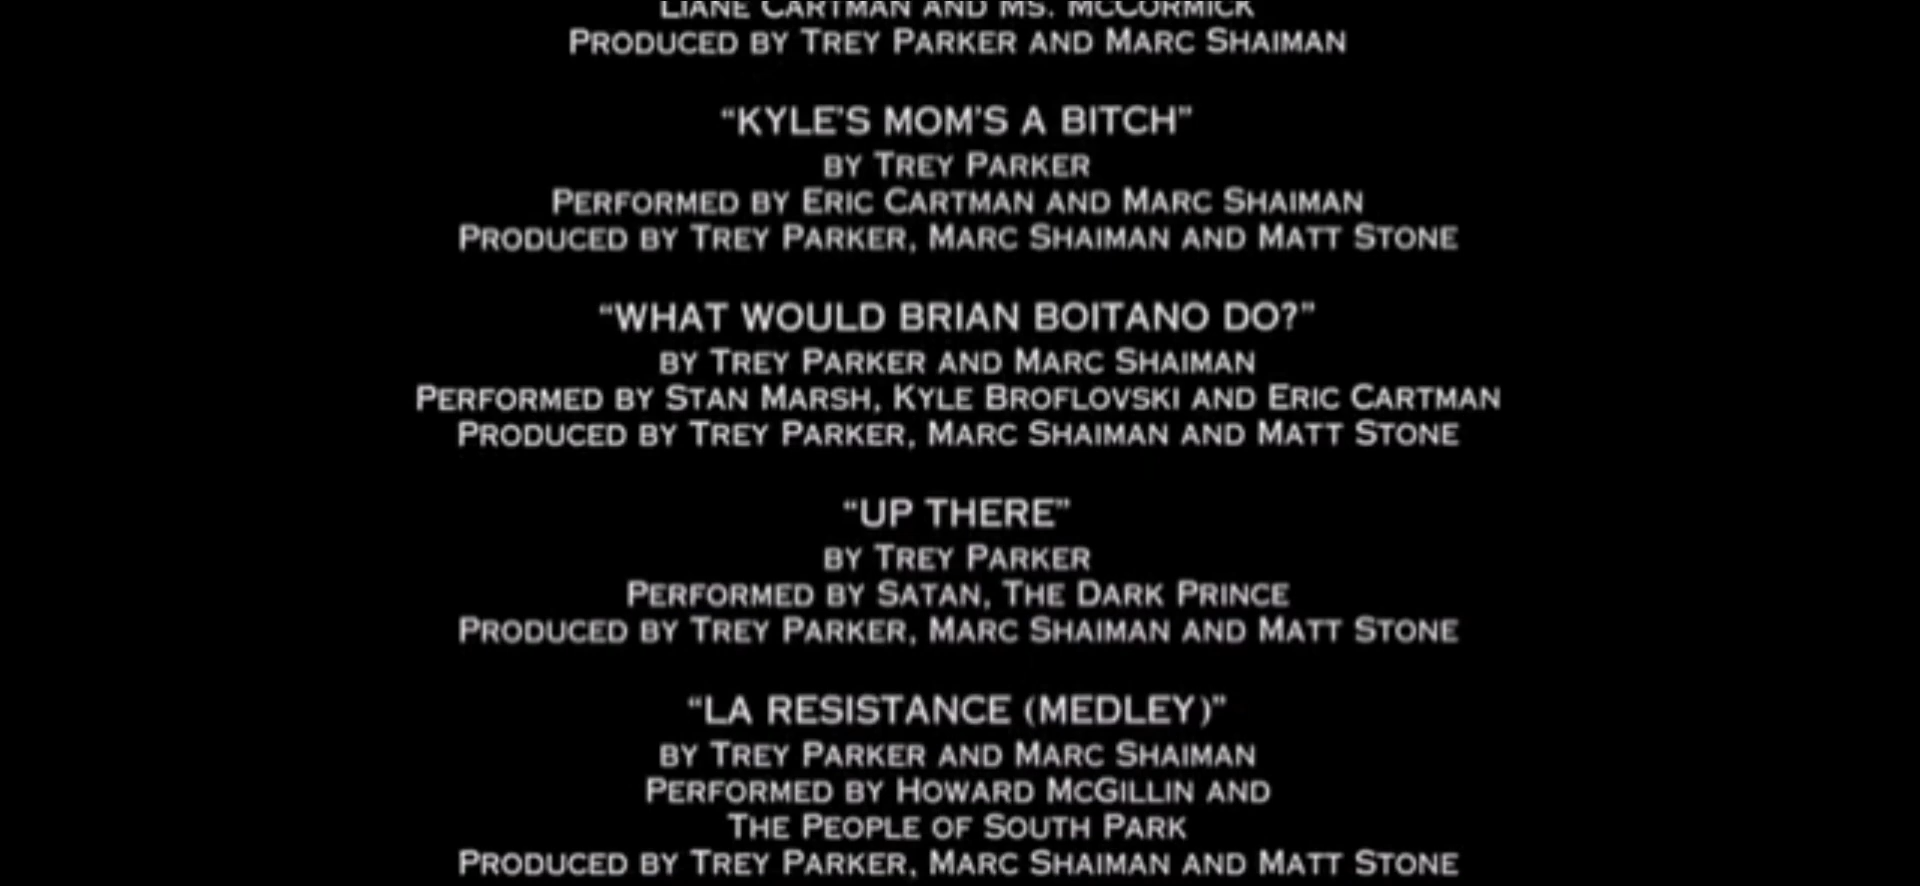 LIANE CARTMAN AND MS. MCCORMICK
PRODUCED BY TREY PARKER AND MARC SHAIMAN
“KYLE’S MOM’S A BITCH”
BY TREY PARKER
PERFORMED BY ERIC CARTMAN AND MARC SHAIMAN
PRODUCED BY TREY PARKER, MARC SHAIMAN AND MATT STONE
“WHAT WOULD BRIAN BOITANO DO?”
BY TREY PARKER AND MARC SHAIMAN
PERFORMED BY STAN MARSH, KYLE BROFLOVSKI AND ERIC CARTMAN
PRODUCED BY TREY PARKER, MARC SHAIMAN AND MATT STONE
“UP THERE”
BY TREY PARKER
PERFORMED BY SATAN, THE DARK PRINCE
PRODUCED BY TREY PARKER, MARC SHAIMAN AND MATT STONE
“LA RESISTANCE (MEDLEY)”
BY TREY PARKER AND MARC SHAIMAN
PERFORMED BY HOWARD MCGILLIN AND
THE PEOPLE OF SOUTH PARK
PRODUCED BY TREY PARKER, MARC SHAIMAN AND MATT STONE